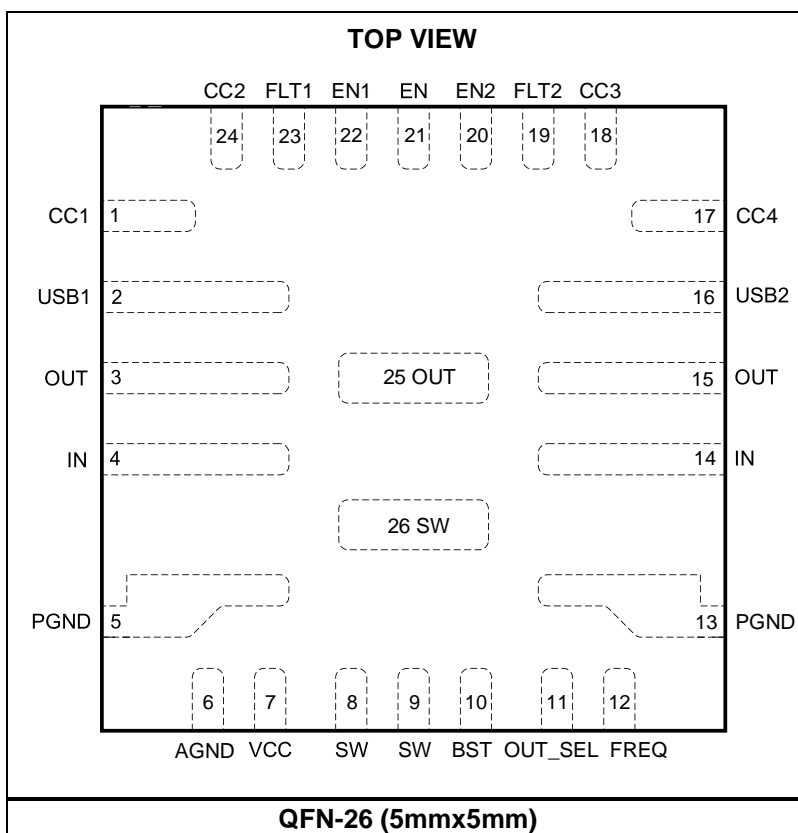 TOP VIEW
CC2 FLT1 EN1 EN EN2 FLT2 CC3
24 23 22 21 20 19 18
CC1 1 17 CC4
USB1 2 16 USB2
OUT 3 25 OUT 15 OUT
IN 4 14 IN
26 SW
PGND 5 13 PGND
6 7 8 9 10 11 12
AGND VCC SW SW BST OUT_SEL FREQ
QFN-26 (5mmx5mm)